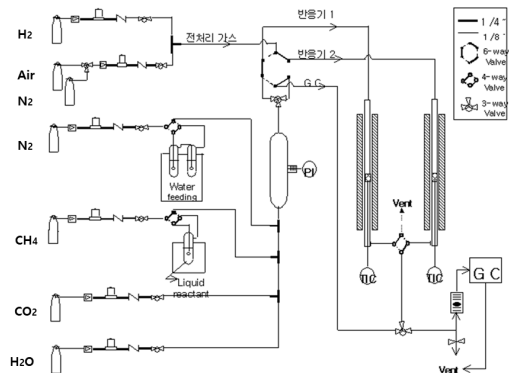 H2
Air
N2
N2
CH4
CO2
H2O
전처리 가스
반응기 1
반응기 2
G C
Water
feeding
Liquid
reactant
PI
Vent
TIC
TIC
G C
Vent
1/4"
1/8"
6-way
Valve
4-way
Valve
3-way
Valve